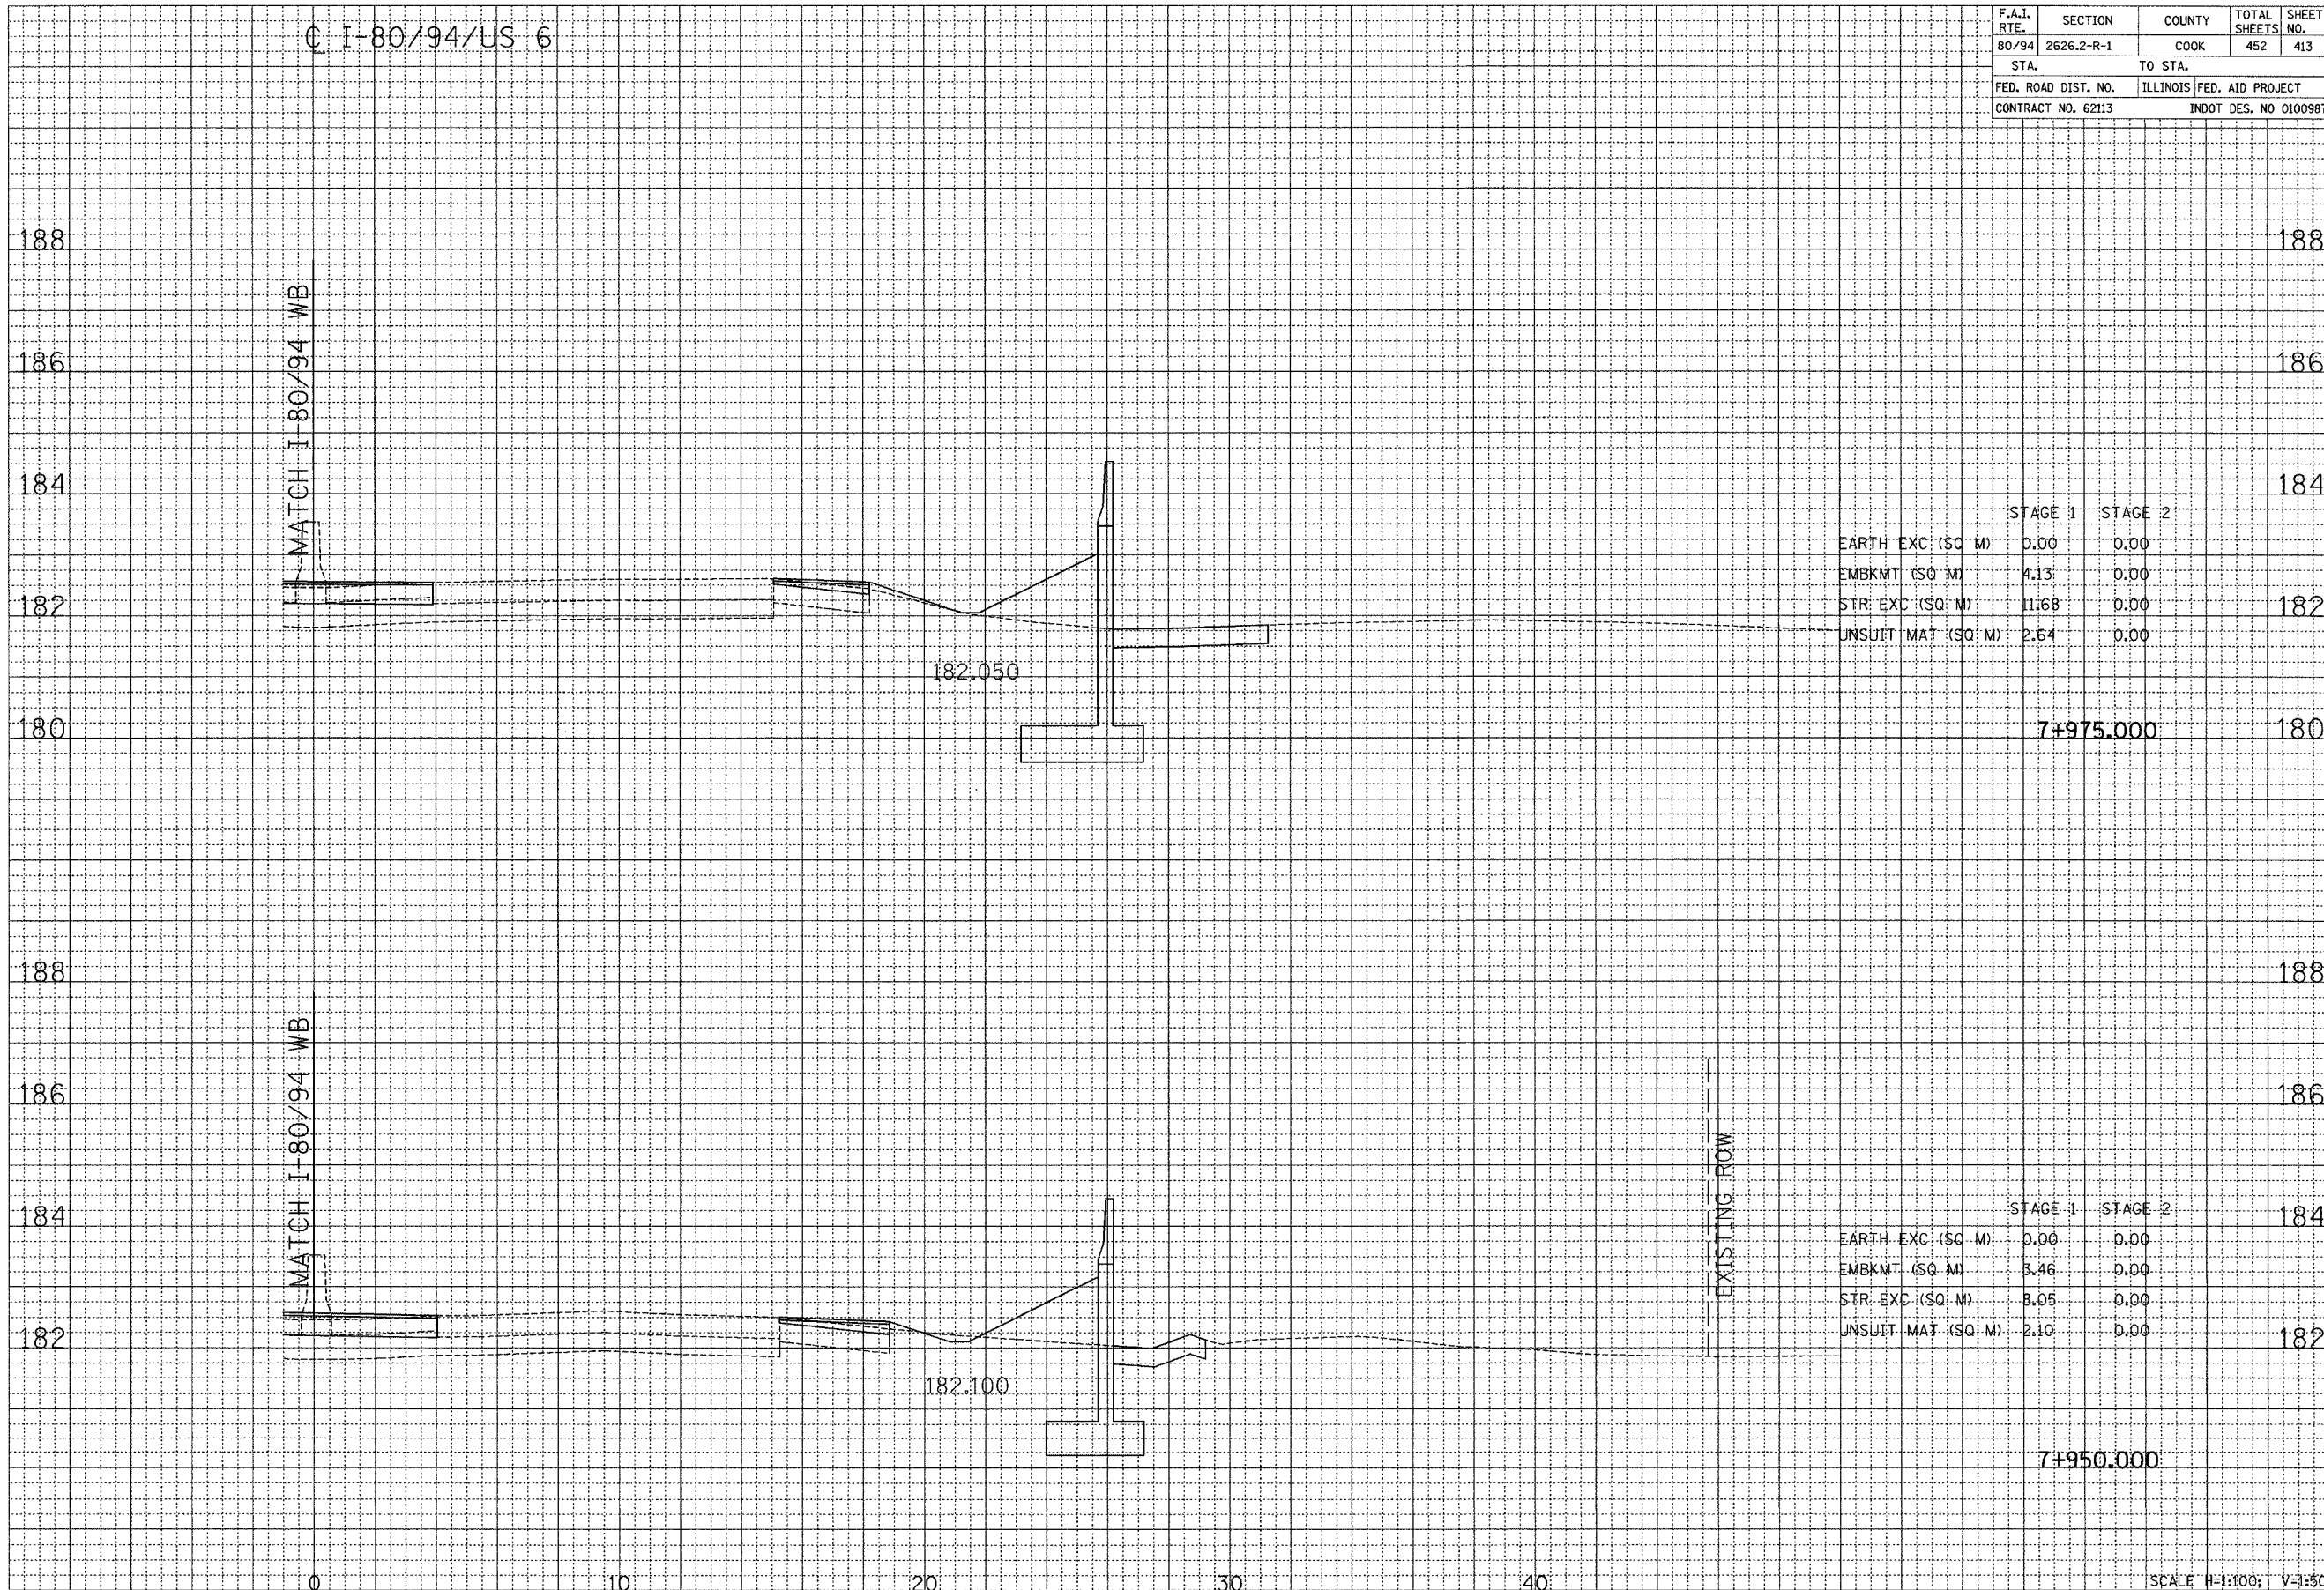 ℄ I-80/94/US 6
F.A.I. RTE. SECTION COUNTY TOTAL SHEETS SHEET NO.
80/94 2626.2-R-1 COOK 452 413
STA. TO STA.
FED. ROAD DIST. NO. ILLINOIS FED. AID PROJECT
CONTRACT NO. 62113 INDOT DES. NO 0100987
188 188
MATCH I-80/94 WB
186 186
184 184
STAGE 1 STAGE 2
EARTH EXC (SQ M) 0.00 0.00
EMBKMT (SQ M) 4.13 0.00
STR EXC (SQ M) 11.68 0.00
182 182
UNSUIT MAT (SQ M) 2.64 0.00
182.050
180 7+975.000 180
188 188
MATCH I-80/94 WB
186 186
EXISTING ROW
184 184
STAGE 1 STAGE 2
EARTH EXC (SQ M) 0.00 0.00
EMBKMT (SQ M) 3.46 0.00
STR EXC (SQ M) 8.05 0.00
UNSUIT MAT (SQ M) 2.10 0.00
182 182
182.100
7+950.000
0 10 20 30 40
SCALE H=1:100; V=1:50